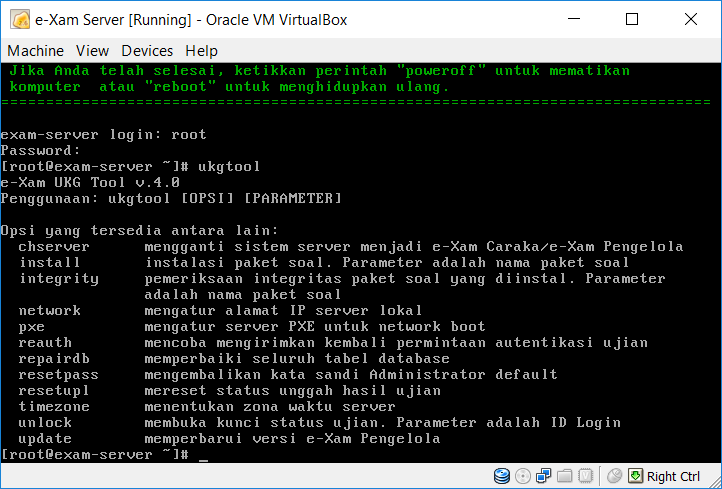 e-Xam Server [Running] - Oracle VM VirtualBox
Machine View Devices Help
Jika Anda telah selesai, ketikkan perintah "poweroff" untuk mematikan
komputer  atau "reboot" untuk menghidupkan ulang.
===============================================================================
exam-server login: root
Password:
[root@exam-server ~]# ukgtool
e-Xam UKG Tool v.4.0
Penggunaan: ukgtool [OPSI] [PARAMETER]
Opsi yang tersedia antara lain:
chserver      mengganti sistem server menjadi e-Xam Caraka/e-Xam Pengelola
install       instalasi paket soal. Parameter adalah nama paket soal
integrity     pemeriksaan integritas paket soal yang diinstal. Parameter
adalah nama paket soal
network       mengatur alamat IP server lokal
pxe           mengatur server PXE untuk network boot
reauth        mencoba mengirimkan kembali permintaan autentikasi ujian
repairdb      memperbaiki seluruh tabel database
resetpass     mengembalikan kata sandi Administrator default
resetupl      mereset status unggah hasil ujian
timezone      menentukan zona waktu server
unlock        membuka kunci status ujian. Parameter adalah ID Login
update        memperbarui versi e-Xam Pengelola
[root@exam-server ~]# _
Right Ctrl